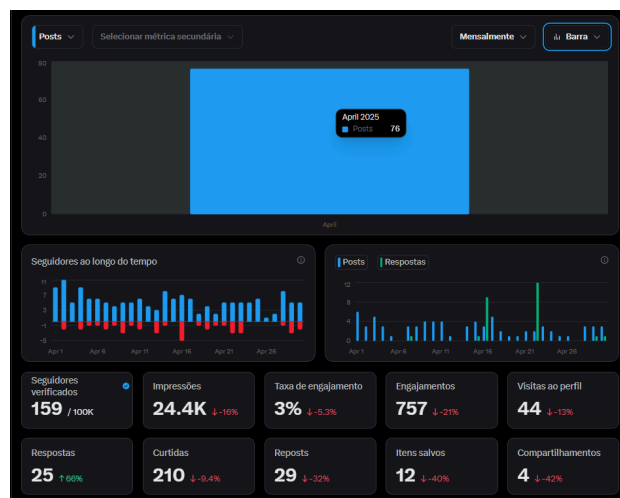 Posts Selecionar métrica secundária Mensalmente Barra
80
60
40
20
0
April 2025
Posts 76
April
Seguidores ao longo do tempo
11
7
3
-1
-5
Apr 1 Apr 6 Apr 11 Apr 16 Apr 21 Apr 26
Posts Respostas
12
8
4
0
Apr 1 Apr 6 Apr 11 Apr 16 Apr 21 Apr 26
Seguidores
verificados
159 / 100K
Impressões
24.4K ↓-16%
Taxa de engajamento
3% ↓-5.3%
Engajamentos
757 ↓-21%
Visitas ao perfil
44 ↓-13%
Respostas
25 ↑66%
Curtidas
210 ↓-9.4%
Reposts
29 ↓-32%
Itens salvos
12 ↓-40%
Compartilhamentos
4 ↓-42%